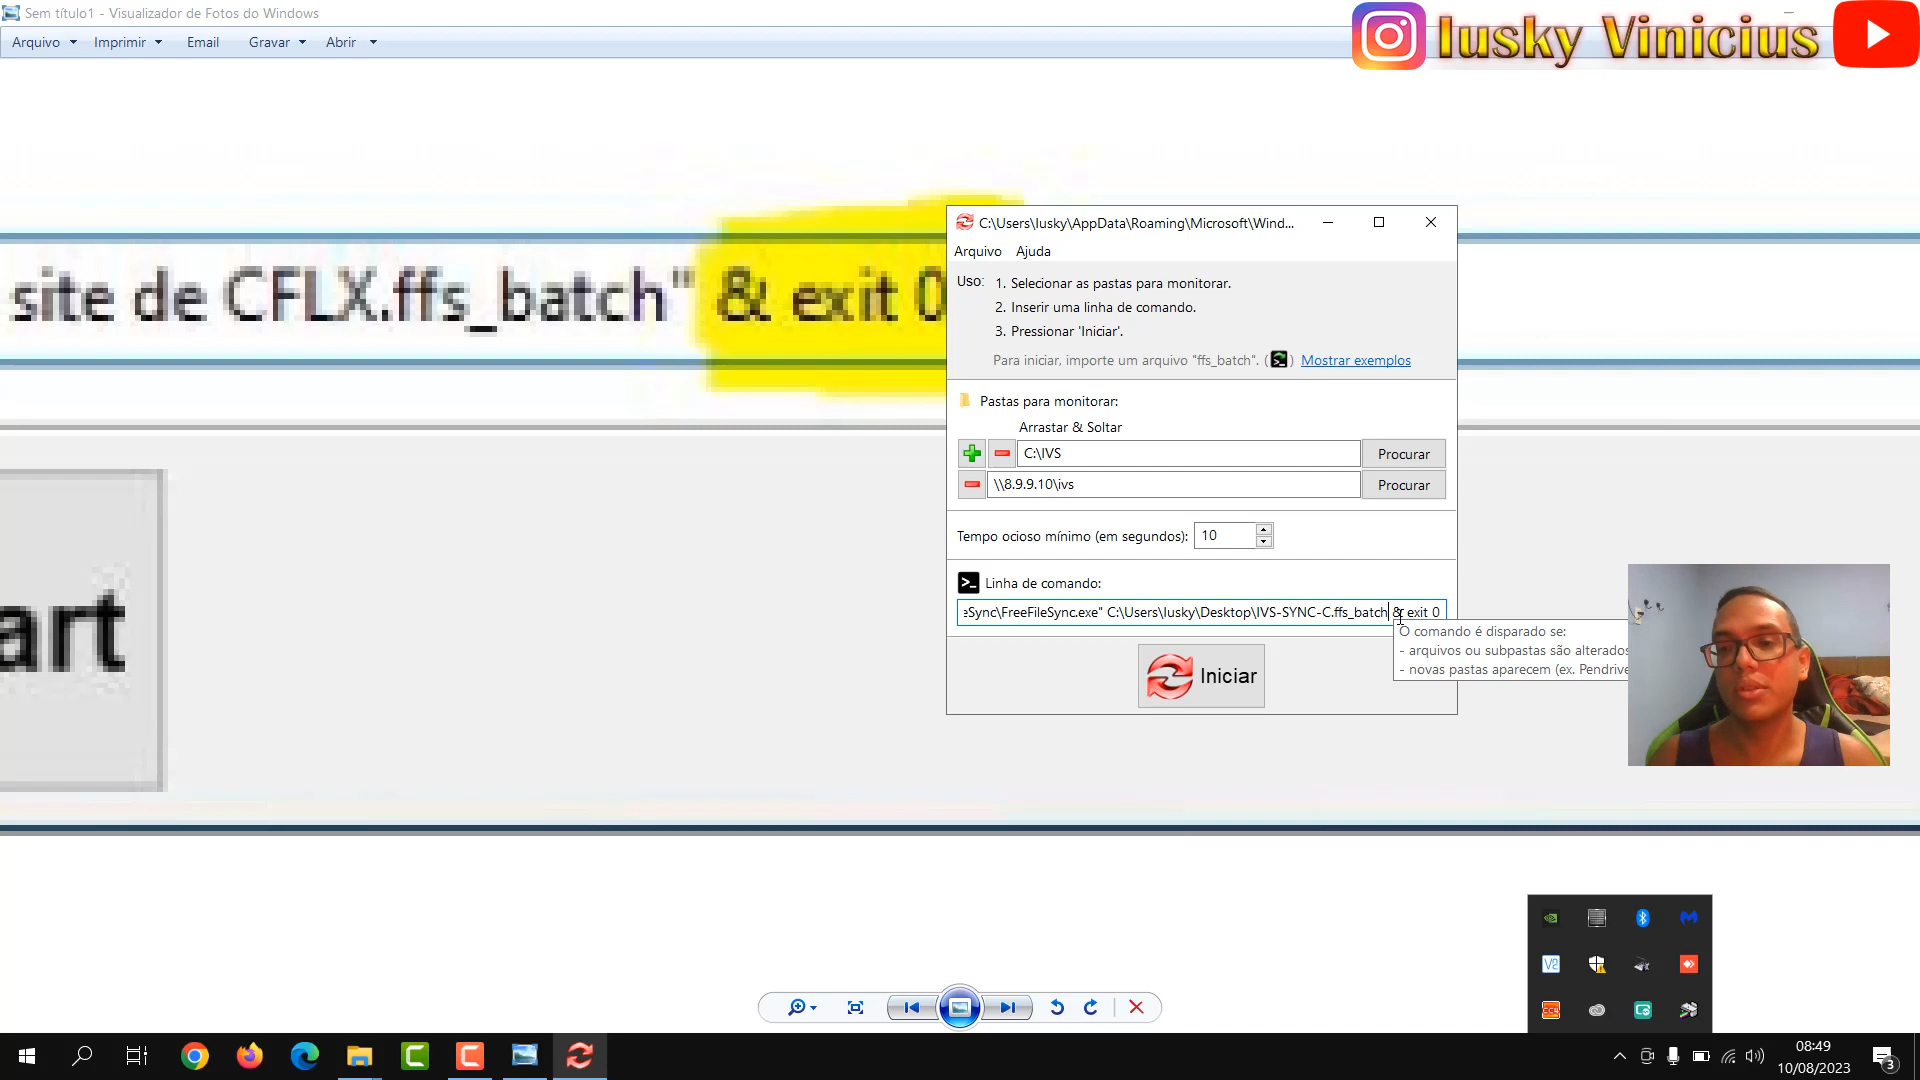 Sem título1 - Visualizador de Fotos do Windows
Arquivo Imprimir Email Gravar Abrir
Iusky Vinicius
site de CFLX.ffs_batch" & exit 0
art
C:\Users\Iusky\AppData\Roaming\Microsoft\Wind...
Arquivo Ajuda
Uso: 1. Selecionar as pastas para monitorar.
2. Inserir uma linha de comando.
3. Pressionar 'Iniciar'.
Para iniciar, importe um arquivo "ffs_batch". ( ) Mostrar exemplos
Pastas para monitorar:
Arrastar & Soltar
C:\IVS Procurar
\\8.9.9.10\ivs Procurar
Tempo ocioso mínimo (em segundos): 10
Linha de comando:
eSync\FreeFileSync.exe" C:\Users\Iusky\Desktop\IVS-SYNC-C.ffs_batch & exit 0
O comando é disparado se:
- arquivos ou subpastas são alterados
- novas pastas aparecem (ex. Pendrive
Iniciar
08:49
10/08/2023
3